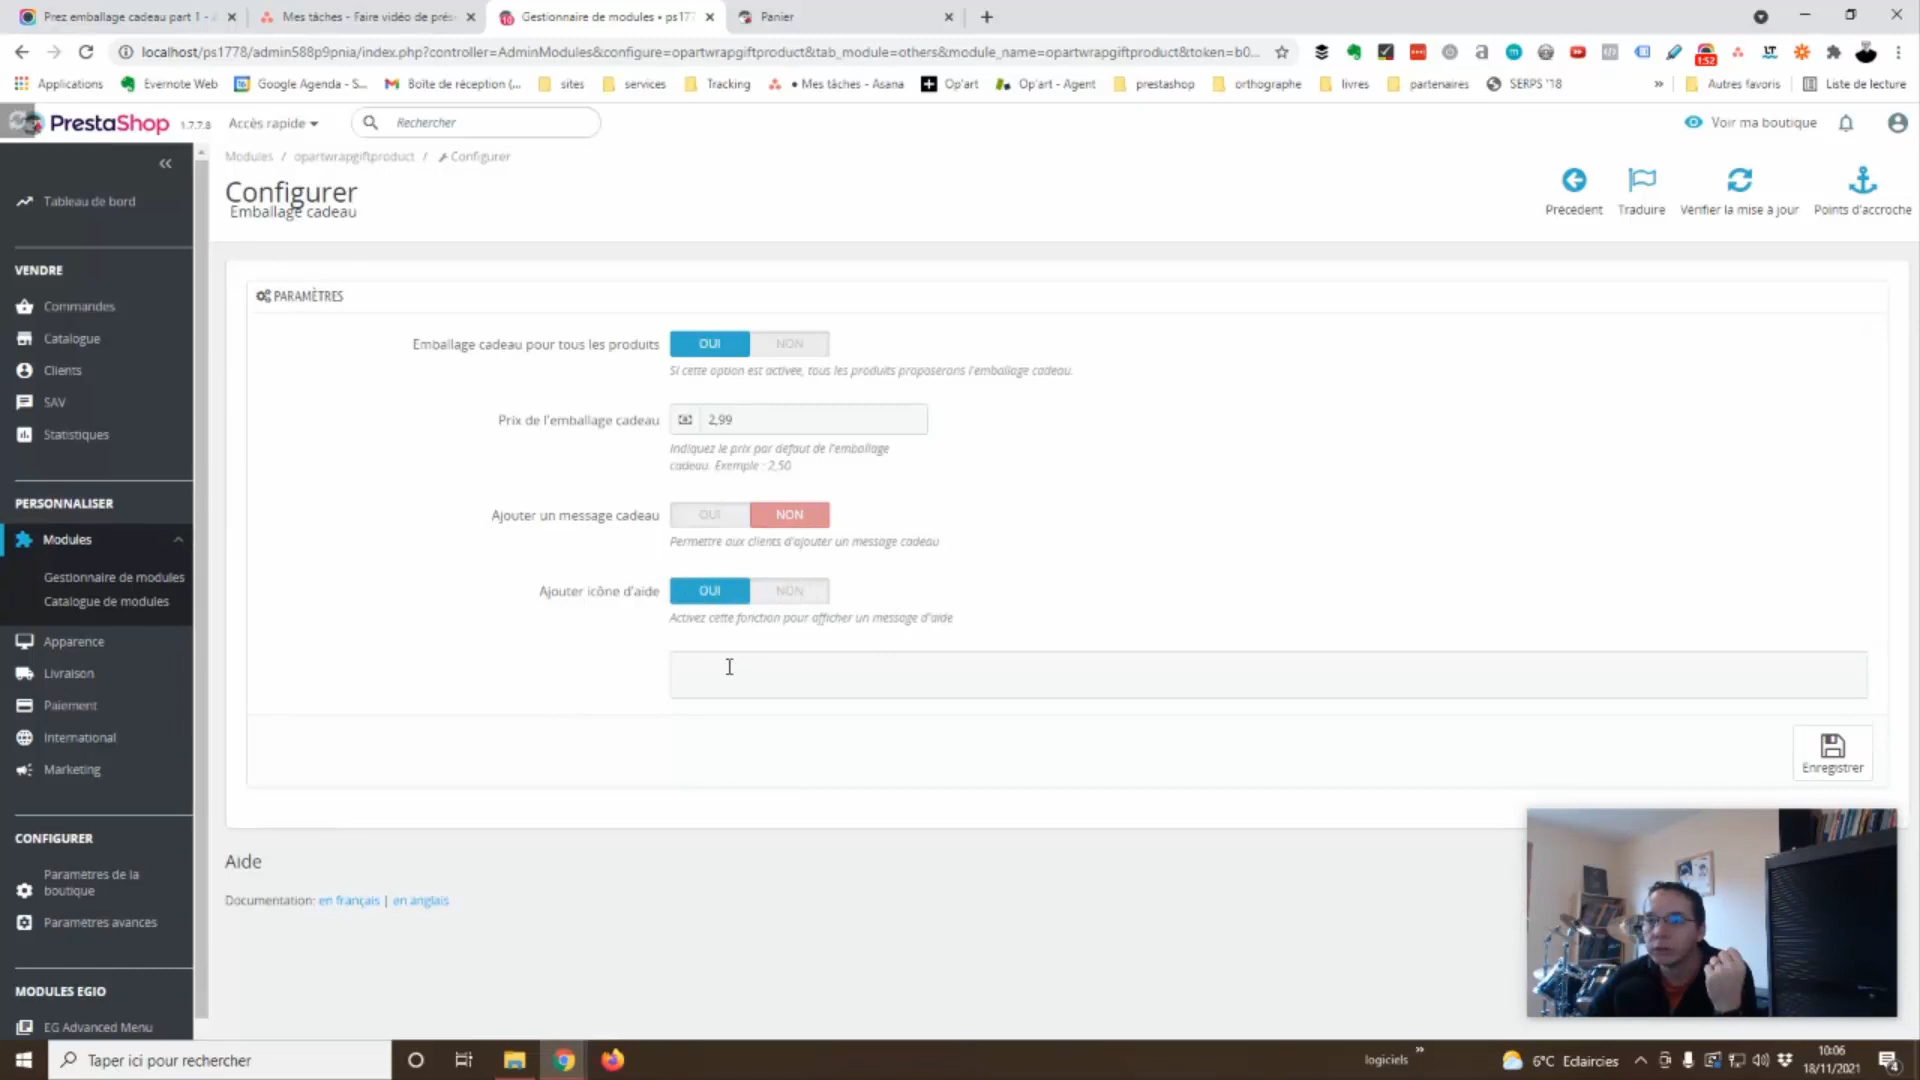 Prez emballage cadeau part 1 -
Mes tâches - Faire vidéo de prés
Gestionnaire de modules • ps177
Panier
localhost/ps1778/admin588p9pnia/index.php?controller=AdminModules&configure=opartwrapgiftproduct&tab_module=others&module_name=opartwrapgiftproduct&token=b0...
1:52
Applications
Evernote Web
Google Agenda - S...
Boîte de réception (...
sites
services
Tracking
• Mes tâches - Asana
Op'art
Op'art - Agent
prestashop
orthographe
livres
partenaires
SERPS '18
»
Autres favoris
Liste de lecture
PrestaShop
1.7.7.8
Accès rapide
Rechercher
Voir ma boutique
Modules / opartwrapgiftproduct / Configurer
Configurer
Emballage cadeau
Précédent
Traduire
Vérifier la mise à jour
Points d'accroche
Tableau de bord
VENDRE
Commandes
Catalogue
Clients
SAV
Statistiques
PERSONNALISER
Modules
Gestionnaire de modules
Catalogue de modules
Apparence
Livraison
Paiement
International
Marketing
CONFIGURER
Paramètres de la
boutique
Paramètres avancés
MODULES EGIO
EG Advanced Menu
PARAMÈTRES
Emballage cadeau pour tous les produits
OUI
NON
Si cette option est activée, tous les produits proposerons l'emballage cadeau.
Prix de l'emballage cadeau
2,99
Indiquez le prix par défaut de l'emballage
cadeau. Exemple : 2,50
Ajouter un message cadeau
OUI
NON
Permettre aux clients d'ajouter un message cadeau
Ajouter icône d'aide
OUI
NON
Activez cette fonction pour afficher un message d'aide
Enregistrer
Aide
Documentation: en français | en anglais
Taper ici pour rechercher
logiciels
»
6°C Eclaircies
10:06
18/11/2021
4